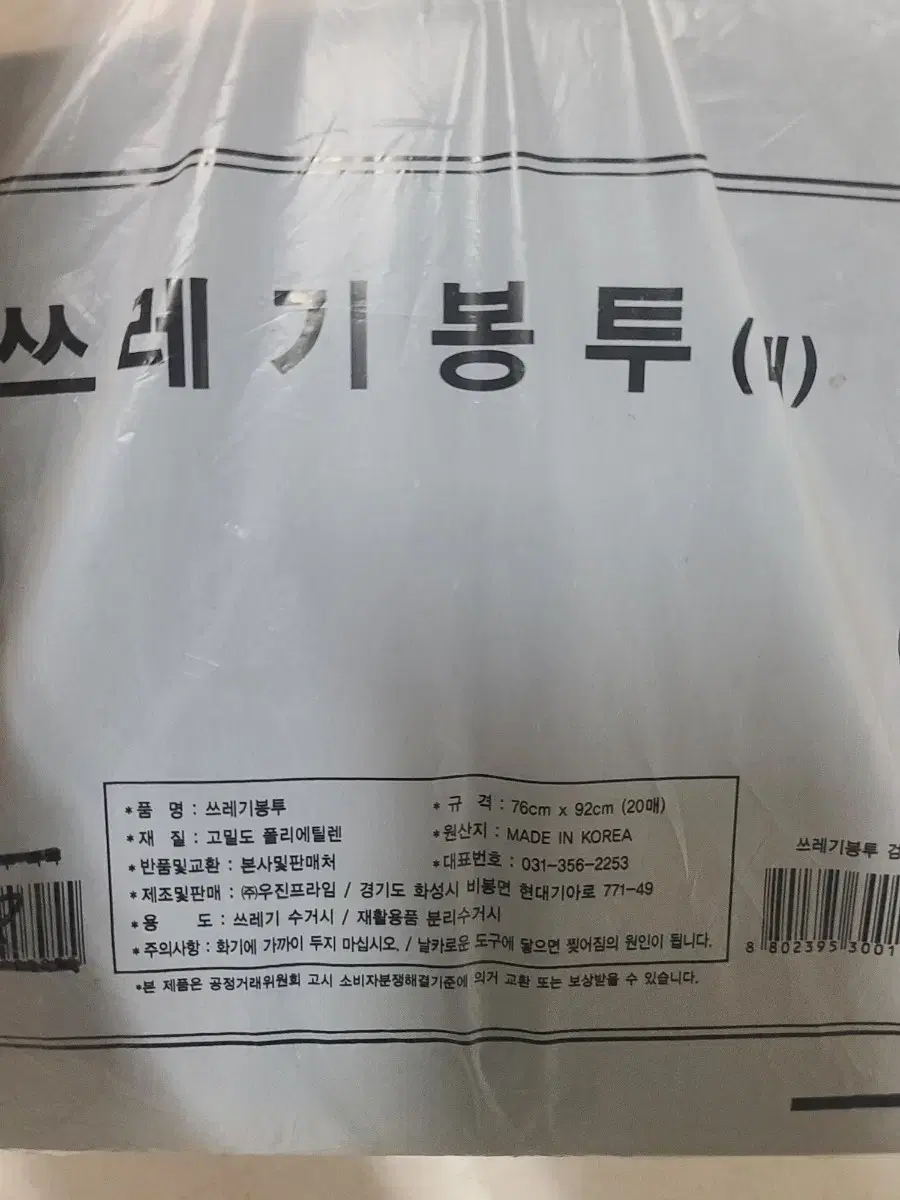 쓰레기봉투
*품 명 : 쓰레기봉투 *규 격 : 76cm x 92cm (20매)
*재 질 : 고밀도 폴리에틸렌 *원산지 : MADE IN KOREA
*반품및교환 : 본사및판매처 *대표번호 : 031-356-2253
*제조및판매 : ㈜우진프라임 / 경기도 화성시 비봉면 현대기아로 771-49
*용 도 : 쓰레기 수거시 / 재활용품 분리수거시
*주의사항 : 화기에 가까이 두지 마십시오. / 날카로운 도구에 닿으면 찢어짐의 원인이 됩니다.
*본 제품은 공정거래위원회 고시 소비자분쟁해결기준에 의거 교환 또는 보상받을 수 있습니다.
쓰레기봉투 검
8 802395 3001